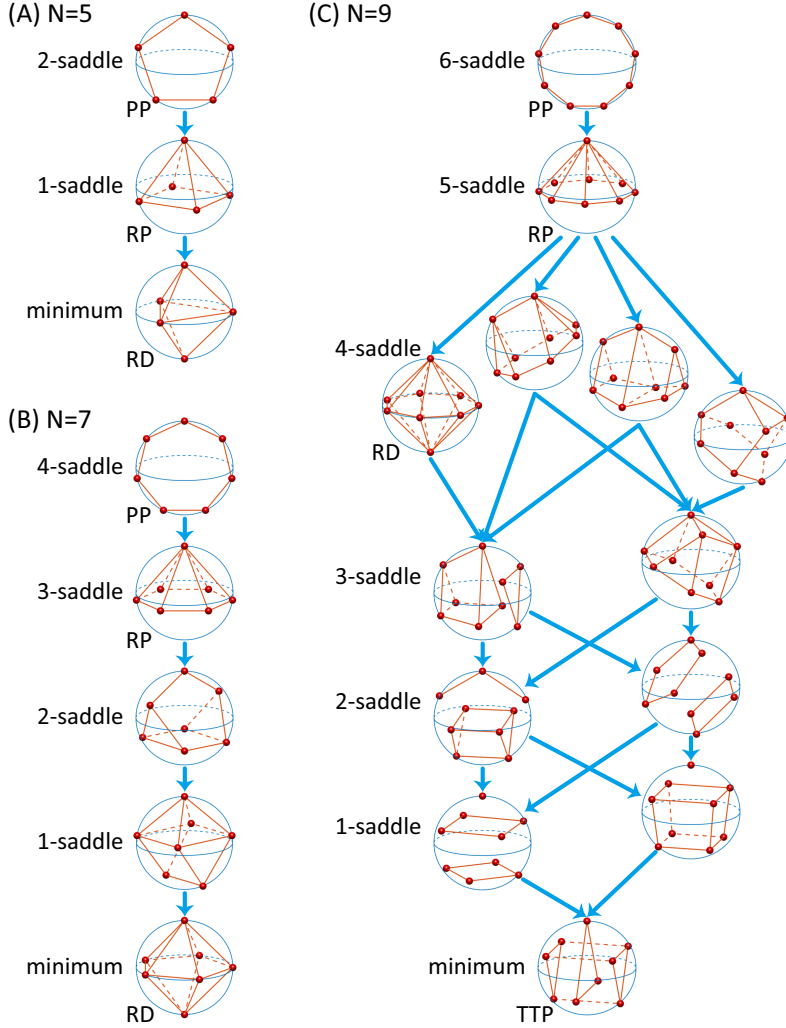 (A) N=5
2-saddle
PP
1-saddle
RP
minimum
RD
(B) N=7
4-saddle
PP
3-saddle
RP
2-saddle
1-saddle
minimum
RD
(C) N=9
6-saddle
PP
5-saddle
RP
4-saddle
RD
3-saddle
2-saddle
1-saddle
minimum
TTP